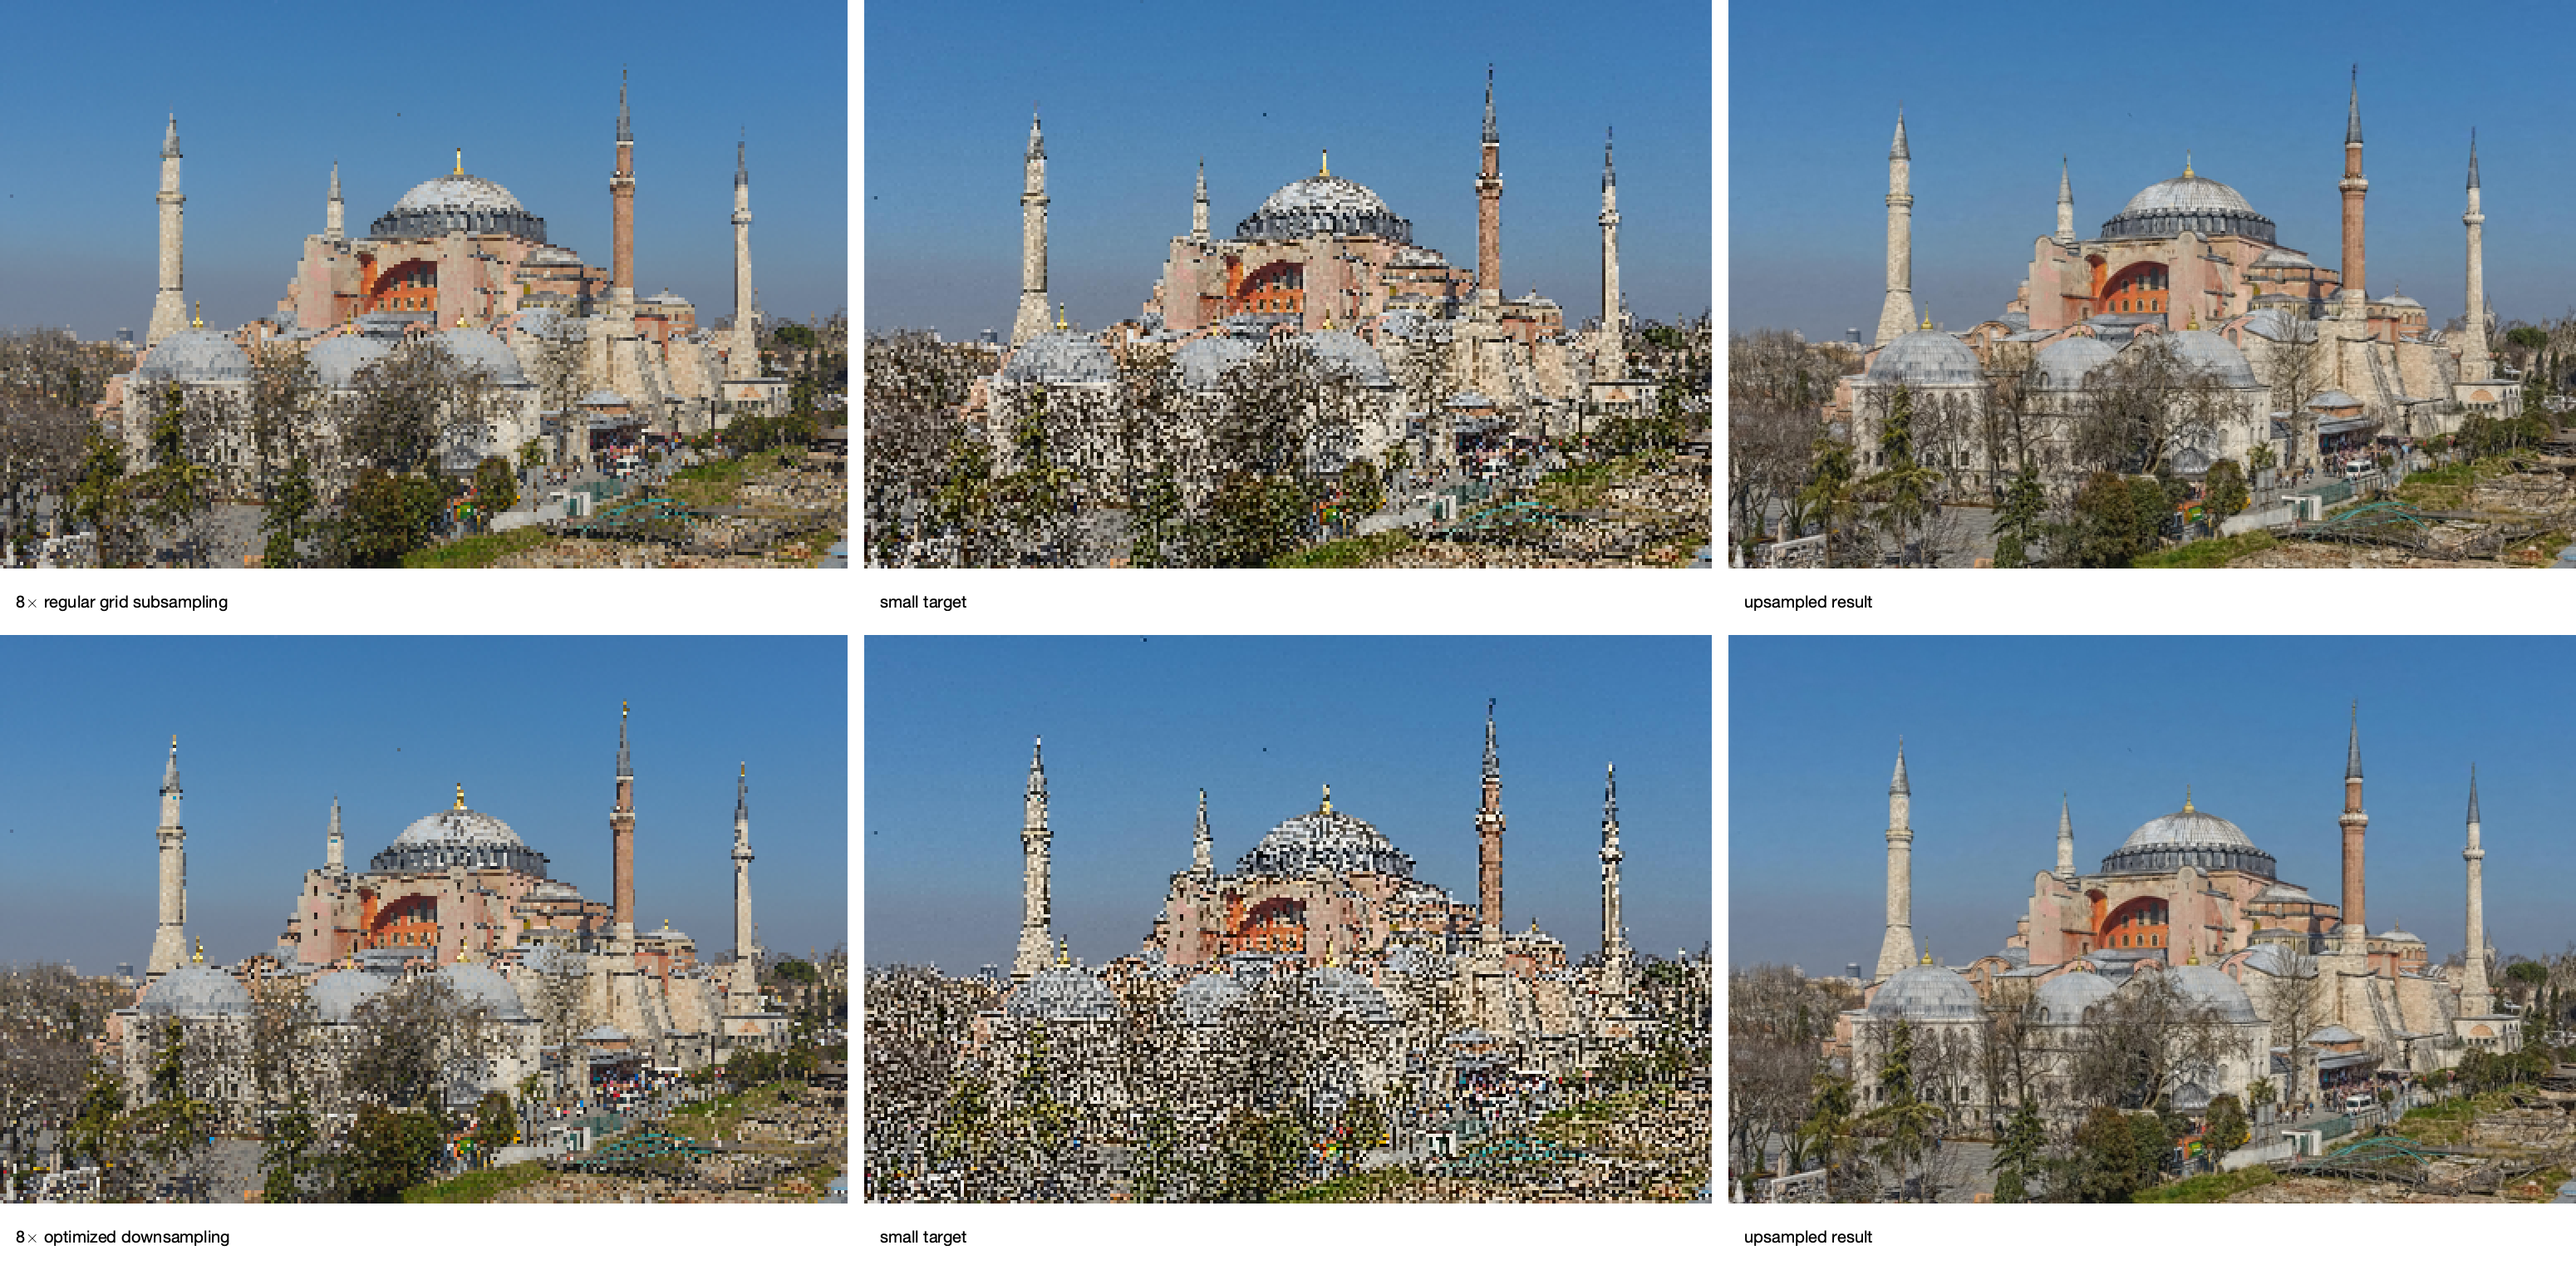 8× regular grid subsampling
small target
upsampled result
8× optimized downsampling
small target
upsampled result